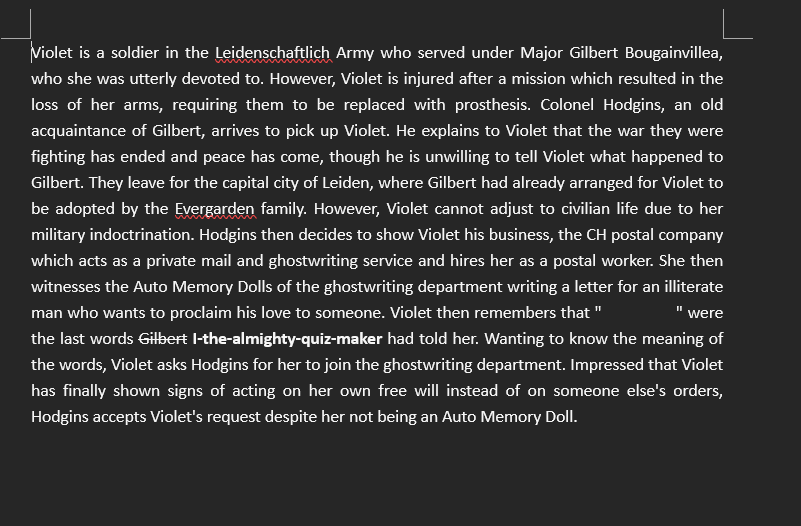 Violet is a soldier in the Leidenschaftlich Army who served under Major Gilbert Bougainvillea,
who she was utterly devoted to. However, Violet is injured after a mission which resulted in the
loss of her arms, requiring them to be replaced with prosthesis. Colonel Hodgins, an old
acquaintance of Gilbert, arrives to pick up Violet. He explains to Violet that the war they were
fighting has ended and peace has come, though he is unwilling to tell Violet what happened to
Gilbert. They leave for the capital city of Leiden, where Gilbert had already arranged for Violet to
be adopted by the Evergarden family. However, Violet cannot adjust to civilian life due to her
military indoctrination. Hodgins then decides to show Violet his business, the CH postal company
which acts as a private mail and ghostwriting service and hires her as a postal worker. She then
witnesses the Auto Memory Dolls of the ghostwriting department writing a letter for an illiterate
man who wants to proclaim his love to someone. Violet then remembers that " " were
the last words Gilbert I-the-almighty-quiz-maker had told her. Wanting to know the meaning of
the words, Violet asks Hodgins for her to join the ghostwriting department. Impressed that Violet
has finally shown signs of acting on her own free will instead of on someone else's orders,
Hodgins accepts Violet's request despite her not being an Auto Memory Doll.